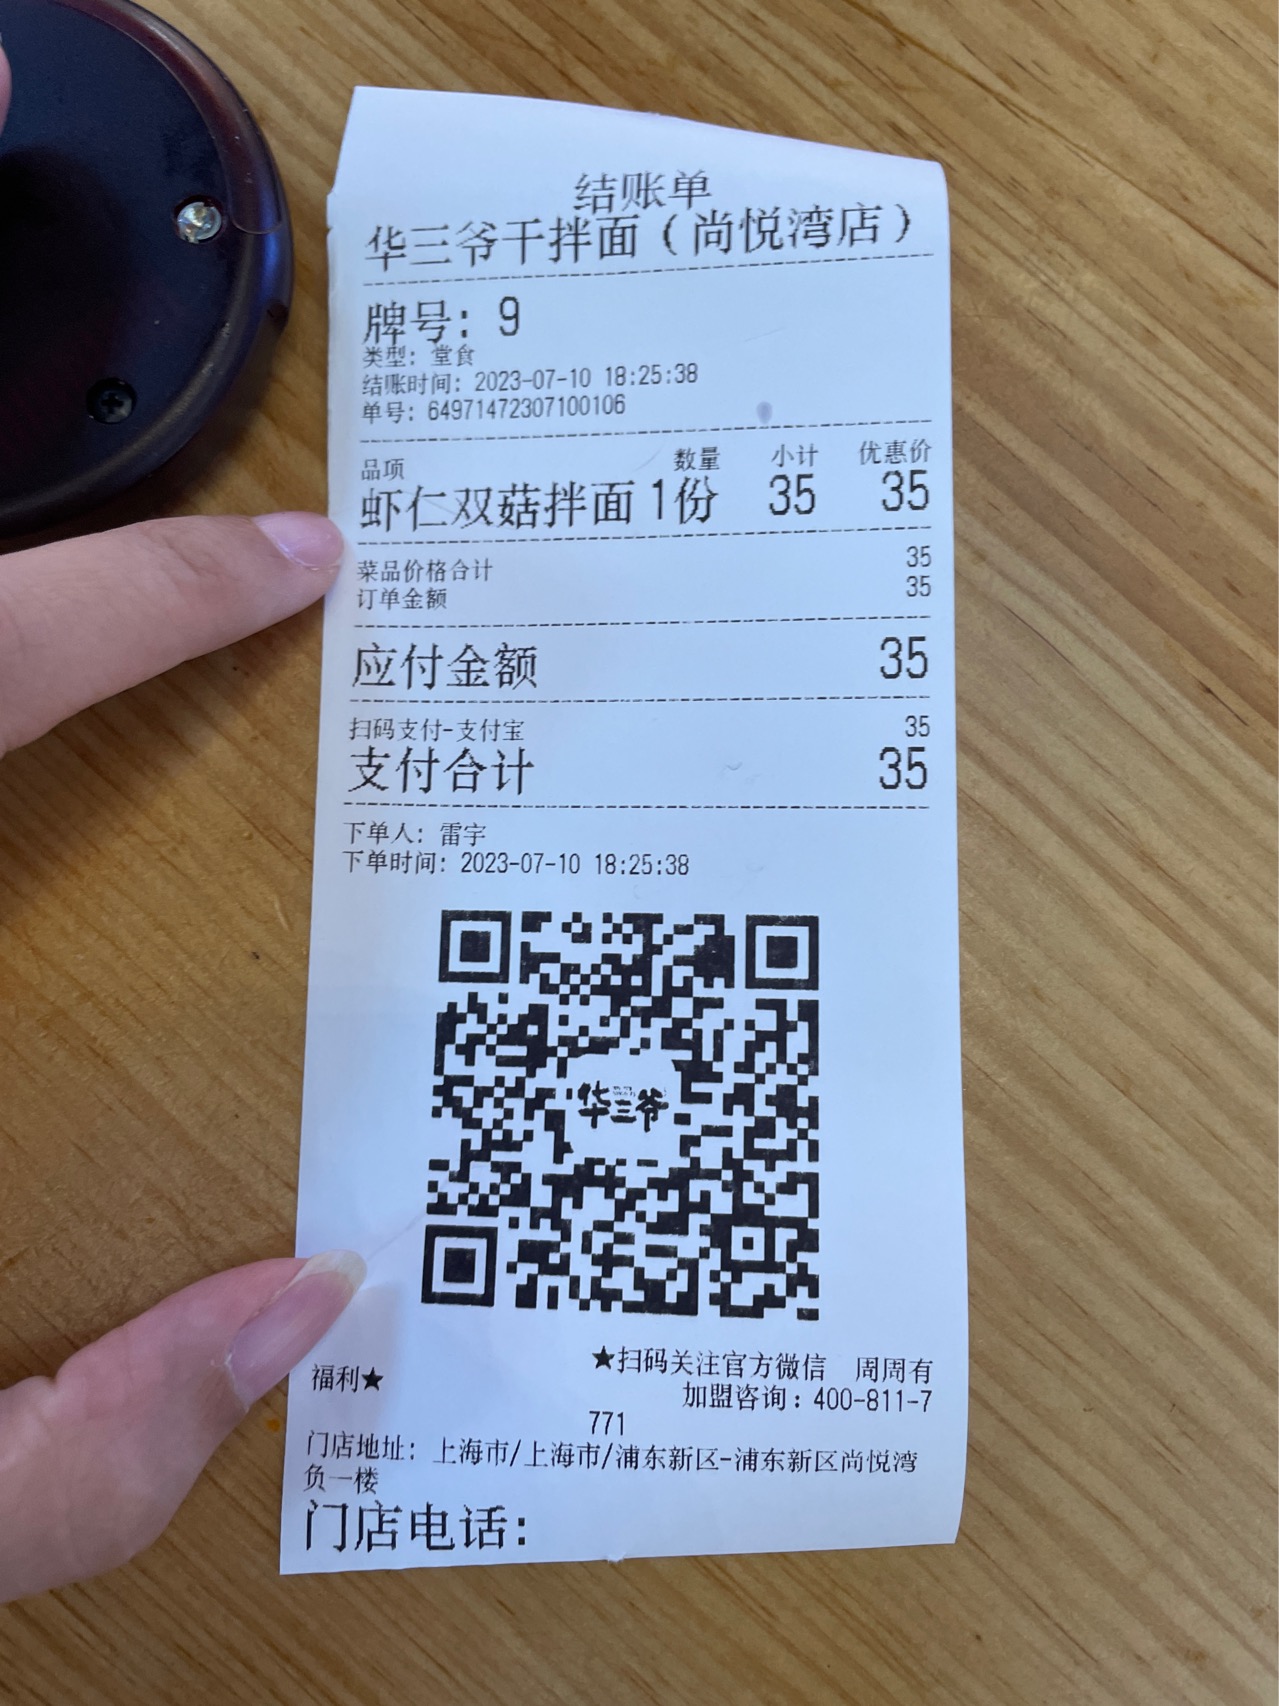 结账单
华三爷干拌面（尚悦湾店）
牌号：9
类型：堂食
结账时间：2023-07-10 18:25:38
单号：64971472307100106
品项 数量 小计 优惠价
虾仁双菇拌面 1份 35 35
菜品价格合计 35
订单金额 35
应付金额 35
扫码支付-支付宝 35
支付合计 35
下单人：雷宇
下单时间：2023-07-10 18:25:38
华三爷
★扫码关注官方微信 周周有
福利★
加盟咨询：400-811-7
771
门店地址：上海市/上海市/浦东新区-浦东新区尚悦湾
负一楼
门店电话：